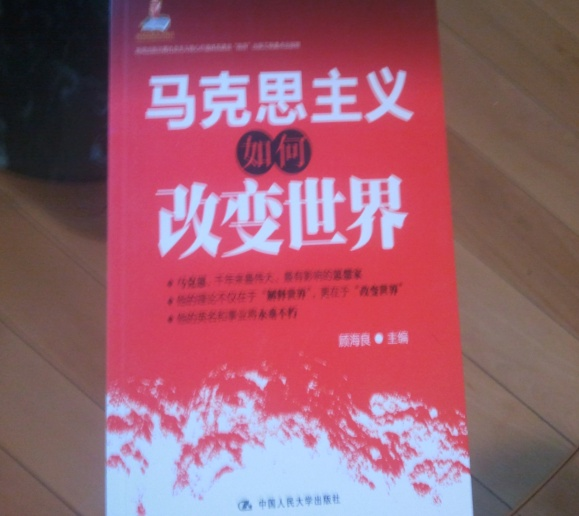 马克思主义
如何
改变世界
马克思，千年来最伟大、最有影响的思想家
他的理论不仅在于“解释世界”，更在于“改变世界”
他的英名和事业将永垂不朽
顾海良 主编
中国人民大学出版社